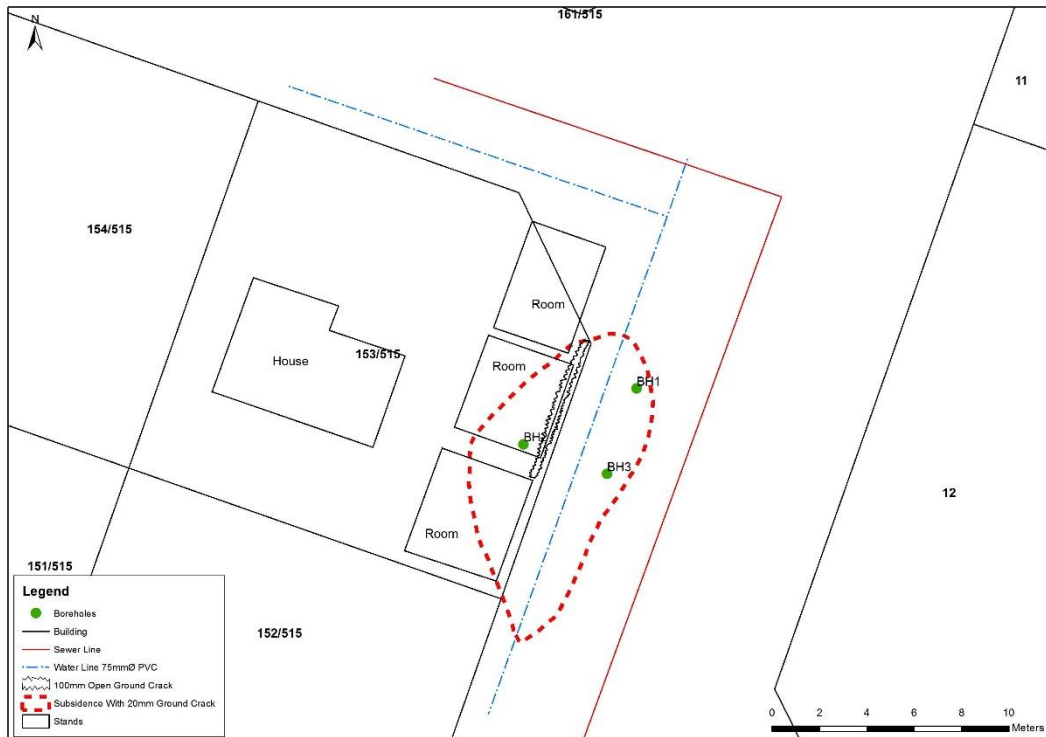 161/515
N
11
154/515
Room
153/515
House
Room
BH1
BH2
BH3
12
Room
151/515
152/515
Legend
Boreholes
Building
Sewer Line
Water Line 75mmØ PVC
100mm Open Ground Crack
Subsidence With 20mm Ground Crack
Stands
0 2 4 6 8 10
Meters